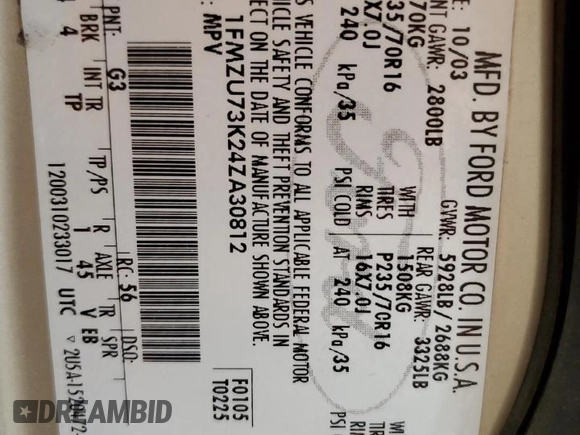 MFD. BY FORD MOTOR CO. IN U.S.A.
10/03 GVWR: 5928LB/2688KG
GAWR: 2800LB REAR GAWR: 3325LB
70KG WITH 1508KG
35/70R16 TIRES P235/70R16
X7.0J RIMS 16X7.0J
240 kPa/35 PSI COLD AT 240 kPa/35 PSI
VEHICLE CONFORMS TO ALL APPLICABLE FEDERAL MOTOR
SAFETY AND THEFT PREVENTION STANDARDS IN
ON THE DATE OF MANUFACTURE SHOWN ABOVE.
1FMZU73K24ZA30812
MPV
F0105
T0225
PNT: G3 RC: 56 DSO:
BRK INT TR TP/PS R AXLE TR SPR
4 TP 1 45 V EB
1200310233017 UTC
DREAMBID